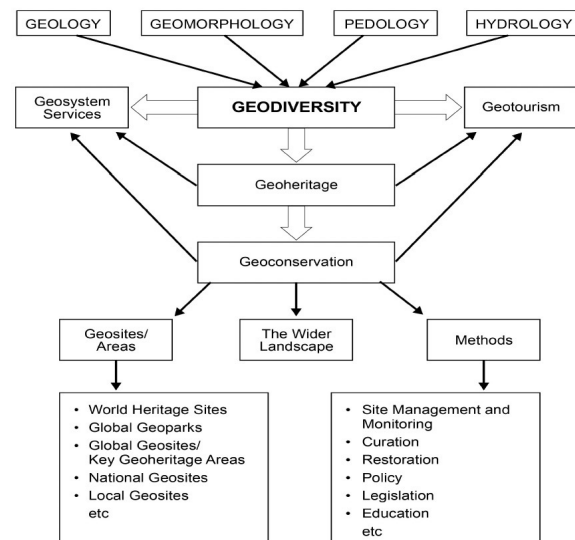 GEOLOGY
GEOMORPHOLOGY
PEDOLOGY
HYDROLOGY
Geosystem
Services
GEODIVERSITY
Geotourism
Geoheritage
Geoconservation
Geosites/
Areas
The Wider
Landscape
Methods
• World Heritage Sites
• Global Geoparks
• Global Geosites/
Key Geoheritage Areas
• National Geosites
• Local Geosites
etc
• Site Management and
Monitoring
• Curation
• Restoration
• Policy
• Legislation
• Education
etc